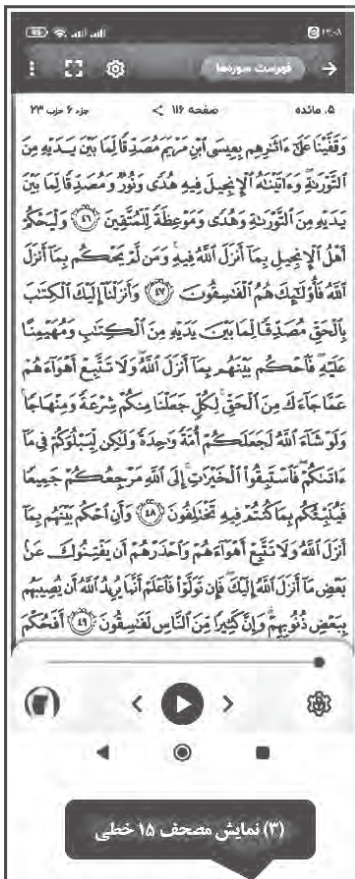 ۱۳:۰۸
فهرست سوره‌ها
۵. مائده صفحه ۱۱۶ جزء ۶ حزب ۲۳
وَقَفَّيْنَا عَلَىٰٓ ءَاثَٰرِهِم بِعِيسَى ٱبْنِ مَرْيَمَ مُصَدِّقًا لِّمَا بَيْنَ يَدَيْهِ مِنَ
ٱلتَّوْرَىٰةِ وَءَاتَيْنَٰهُ ٱلْإِنجِيلَ فِيهِ هُدًى وَنُورٌ وَمُصَدِّقًا لِّمَا بَيْنَ
يَدَيْهِ مِنَ ٱلتَّوْرَىٰةِ وَهُدًى وَمَوْعِظَةً لِّلْمُتَّقِينَ ٤٦ وَلْيَحْكُمْ
أَهْلُ ٱلْإِنجِيلِ بِمَآ أَنزَلَ ٱللَّهُ فِيهِ وَمَن لَّمْ يَحْكُم بِمَآ أَنزَلَ
ٱللَّهُ فَأُو۟لَٰٓئِكَ هُمُ ٱلْفَٰسِقُونَ ٤٧ وَأَنزَلْنَآ إِلَيْكَ ٱلْكِتَٰبَ
بِٱلْحَقِّ مُصَدِّقًا لِّمَا بَيْنَ يَدَيْهِ مِنَ ٱلْكِتَٰبِ وَمُهَيْمِنًا
عَلَيْهِ فَٱحْكُم بَيْنَهُم بِمَآ أَنزَلَ ٱللَّهُ وَلَا تَتَّبِعْ أَهْوَآءَهُمْ
عَمَّا جَآءَكَ مِنَ ٱلْحَقِّ لِكُلٍّ جَعَلْنَا مِنكُمْ شِرْعَةً وَمِنْهَاجًا
وَلَوْ شَآءَ ٱللَّهُ لَجَعَلَكُمْ أُمَّةً وَٰحِدَةً وَلَٰكِن لِّيَبْلُوَكُمْ فِى مَآ
ءَاتَىٰكُمْ فَٱسْتَبِقُوا۟ ٱلْخَيْرَٰتِ إِلَى ٱللَّهِ مَرْجِعُكُمْ جَمِيعًا
فَيُنَبِّئُكُم بِمَا كُنتُمْ فِيهِ تَخْتَلِفُونَ ٤٨ وَأَنِ ٱحْكُم بَيْنَهُم بِمَآ
أَنزَلَ ٱللَّهُ وَلَا تَتَّبِعْ أَهْوَآءَهُمْ وَٱحْذَرْهُمْ أَن يَفْتِنُوكَ عَنۢ
بَعْضِ مَآ أَنزَلَ ٱللَّهُ إِلَيْكَ فَإِن تَوَلَّوْا۟ فَٱعْلَمْ أَنَّمَا يُرِيدُ ٱللَّهُ أَن يُصِيبَهُم
بِبَعْضِ ذُنُوبِهِمْ وَإِنَّ كَثِيرًا مِّنَ ٱلنَّاسِ لَفَٰسِقُونَ ٤٩ أَفَحُكْمَ
(۳) نمایش مصحف ۱۵ خطی